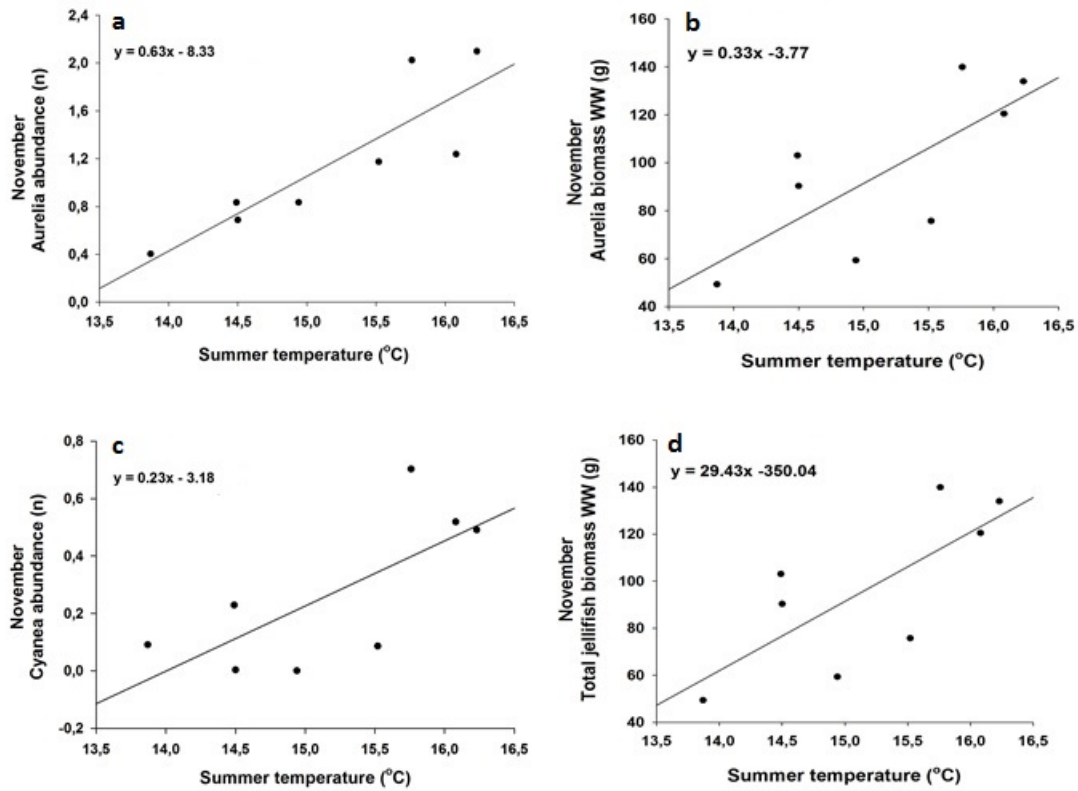 a
y = 0.63x - 8.33
November
Aurelia abundance (n)
2,4
2,0
1,6
1,2
0,8
0,4
0,0
13,5 14,0 14,5 15,0 15,5 16,0 16,5
Summer temperature (°C)
b
y = 0.33x -3.77
November
Aurelia biomass WW (g)
160
140
120
100
80
60
40
13,5 14,0 14,5 15,0 15,5 16,0 16,5
Summer temperature (°C)
c
y = 0.23x - 3.18
November
Cyanea abundance (n)
0,8
0,6
0,4
0,2
0,0
-0,2
13,5 14,0 14,5 15,0 15,5 16,0 16,5
Summer temperature (°C)
d
y = 29.43x -350.04
November
Total jellifish biomass WW (g)
160
140
120
100
80
60
40
13,5 14,0 14,5 15,0 15,5 16,0 16,5
Summer temperature (°C)